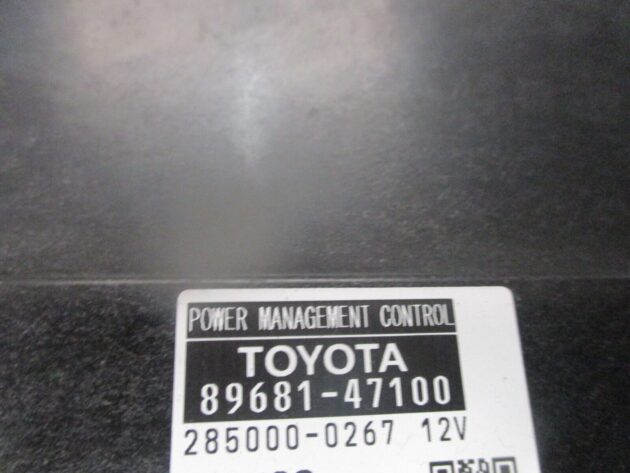 POWER MANAGEMENT CONTROL
TOYOTA
89681-47100
285000-0267 12V